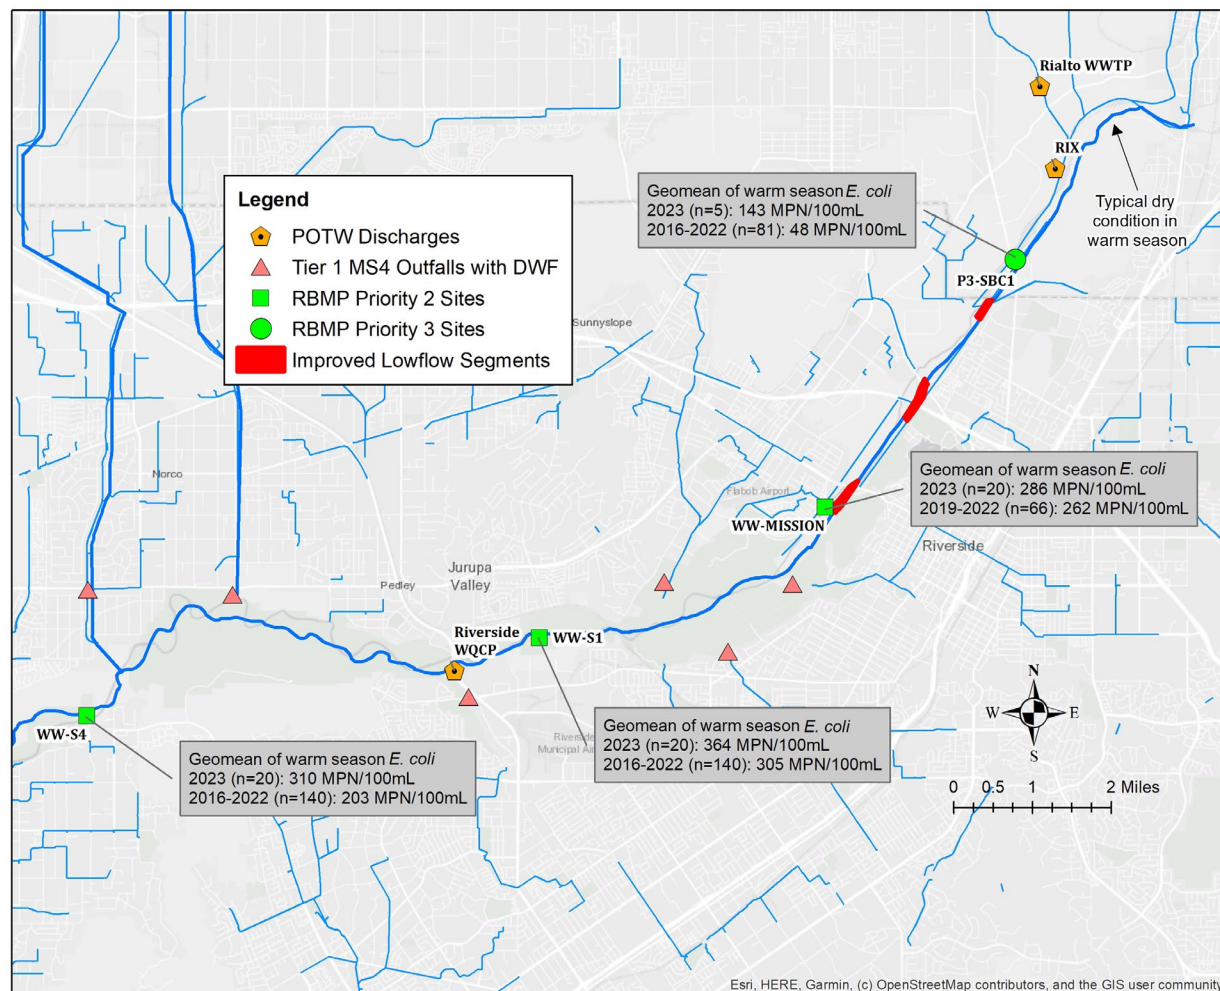 Rialto WWTP
RIX
Typical dry
condition in
warm season
Geomean of warm season E. coli
2023 (n=5): 143 MPN/100mL
2016-2022 (n=81): 48 MPN/100mL
P3-SBC1
Legend
POTW Discharges
Tier 1 MS4 Outfalls with DWF
RBMP Priority 2 Sites
RBMP Priority 3 Sites
Improved Lowflow Segments
Sunnyslope
Norco
Flabob Airport
Geomean of warm season E. coli
2023 (n=20): 286 MPN/100mL
2019-2022 (n=66): 262 MPN/100mL
WW-MISSION
Riverside
Jurupa
Valley
Pedley
Riverside
WQCP
WW-S1
WW-S4
Geomean of warm season E. coli
2023 (n=20): 310 MPN/100mL
2016-2022 (n=140): 203 MPN/100mL
Riverside
Municipal Air
Geomean of warm season E. coli
2023 (n=20): 364 MPN/100mL
2016-2022 (n=140): 305 MPN/100mL
N
W E
S
0 0.5 1 2 Miles
Esri, HERE, Garmin, (c) OpenStreetMap contributors, and the GIS user community